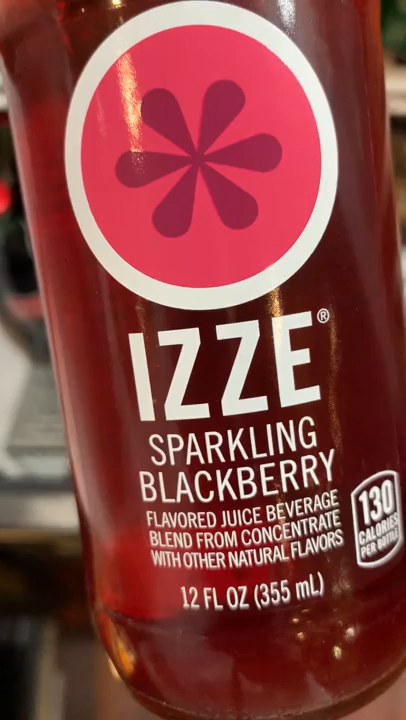 IZZE®
SPARKLING
BLACKBERRY
FLAVORED JUICE BEVERAGE
BLEND FROM CONCENTRATE
WITH OTHER NATURAL FLAVORS
130
CALORIES
PER BOTTLE
12 FL OZ (355 mL)